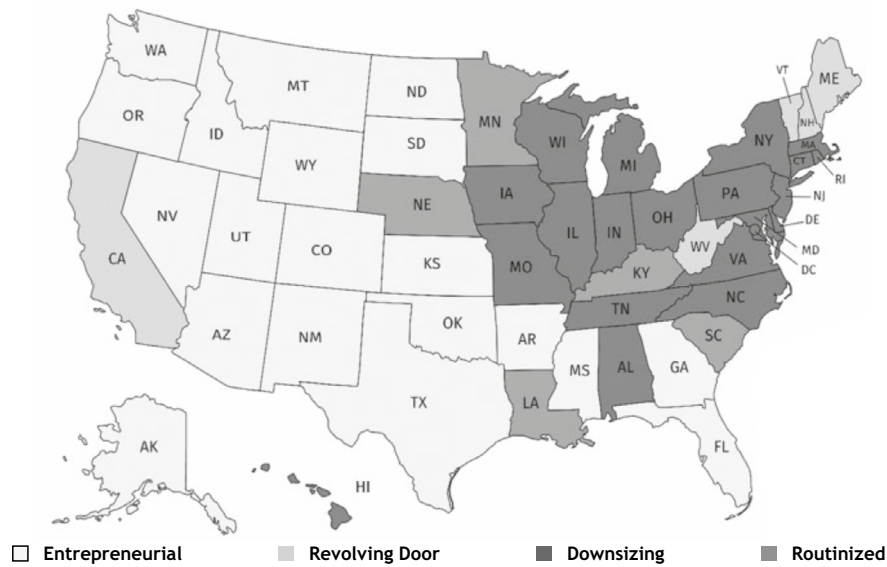 WA
MT
ND
MN
OR
ID
WY
SD
WI
MI
NY
VT
NH
ME
MA
CT
RI
NJ
PA
NE
IA
NV
UT
CO
KS
CA
MO
IL
IN
OH
WV
VA
DE
MD
DC
KY
NC
TN
SC
AZ
NM
OK
AR
MS
AL
GA
TX
LA
FL
AK
HI
Entrepreneurial Revolving Door Downsizing Routinized